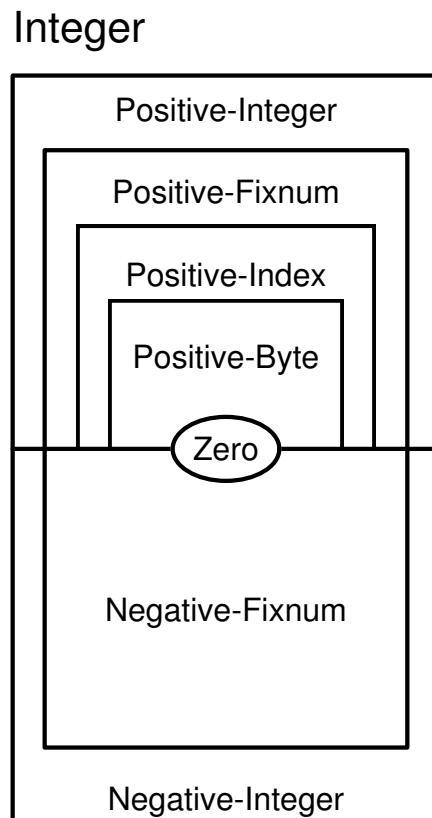 Integer
Positive-Integer
Positive-Fixnum
Positive-Index
Positive-Byte
Zero
Negative-Fixnum
Negative-Integer